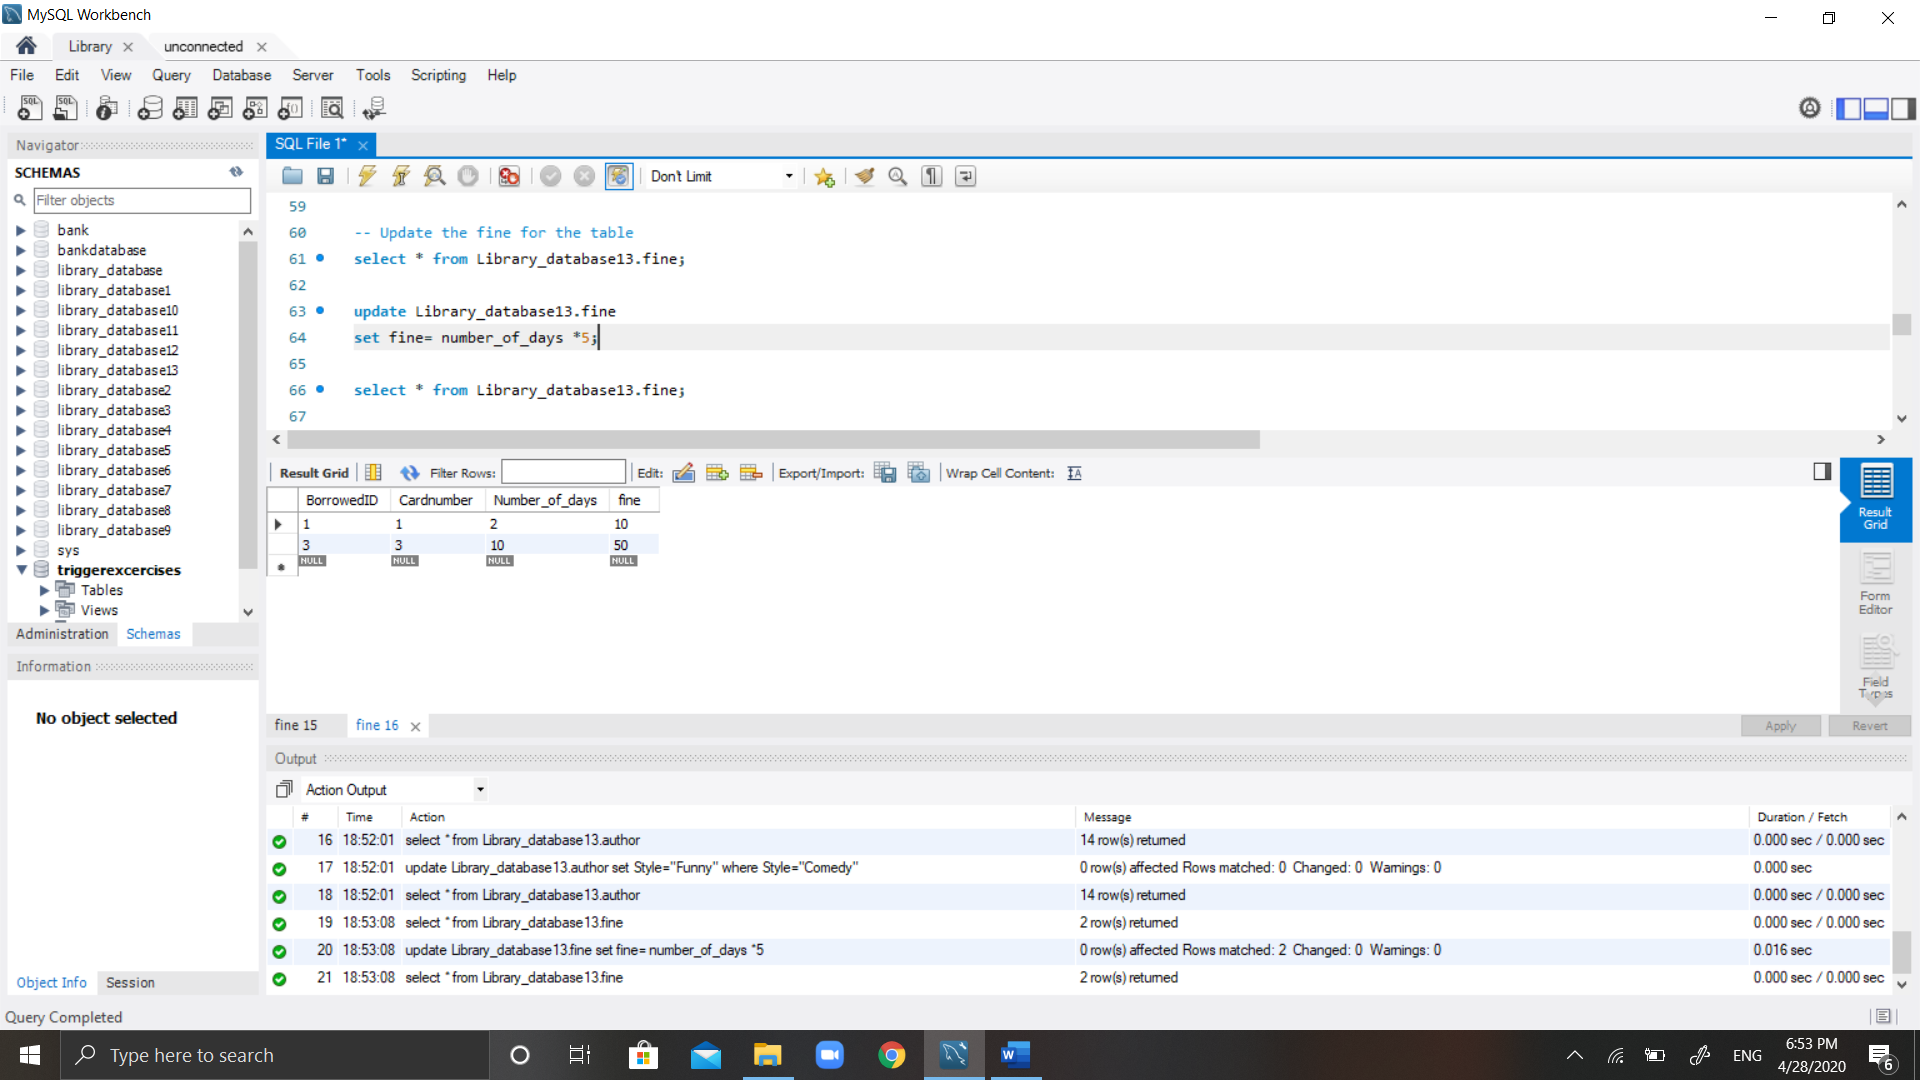 MySQL Workbench
Library
unconnected
File Edit View Query Database Server Tools Scripting Help
Navigator
SCHEMAS
Filter objects
bank
bankdatabase
library_database
library_database1
library_database10
library_database11
library_database12
library_database13
library_database2
library_database3
library_database4
library_database5
library_database6
library_database7
library_database8
library_database9
sys
triggerexcercises
Tables
Views
Administration Schemas
Information
No object selected
Object Info Session
SQL File 1*
Don't Limit
59
60 -- Update the fine for the table
61 select * from Library_database13.fine;
62
63 update Library_database13.fine
64 set fine= number_of_days *5;
65
66 select * from Library_database13.fine;
67
Result Grid Filter Rows: Edit: Export/Import: Wrap Cell Content:
BorrowedID Cardnumber Number_of_days fine
1 1 2 10
3 3 10 50
NULL NULL NULL NULL
Result Grid
Form Editor
Field Types
fine 15 fine 16
Apply Revert
Output
Action Output
# Time Action Message Duration / Fetch
16 18:52:01 select * from Library_database13.author 14 row(s) returned 0.000 sec / 0.000 sec
17 18:52:01 update Library_database13.author set Style="Funny" where Style="Comedy" 0 row(s) affected Rows matched: 0 Changed: 0 Warnings: 0 0.000 sec
18 18:52:01 select * from Library_database13.author 14 row(s) returned 0.000 sec / 0.000 sec
19 18:53:08 select * from Library_database13.fine 2 row(s) returned 0.000 sec / 0.000 sec
20 18:53:08 update Library_database13.fine set fine= number_of_days *5 0 row(s) affected Rows matched: 2 Changed: 0 Warnings: 0 0.016 sec
21 18:53:08 select * from Library_database13.fine 2 row(s) returned 0.000 sec / 0.000 sec
Query Completed
Type here to search
ENG
6:53 PM
4/28/2020
6